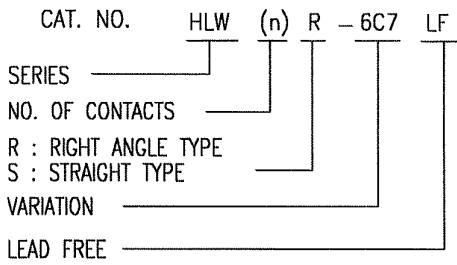 CAT. NO. HLW (n) R - 6C7 LF
SERIES
NO. OF CONTACTS
R : RIGHT ANGLE TYPE
S : STRAIGHT TYPE
VARIATION
LEAD FREE